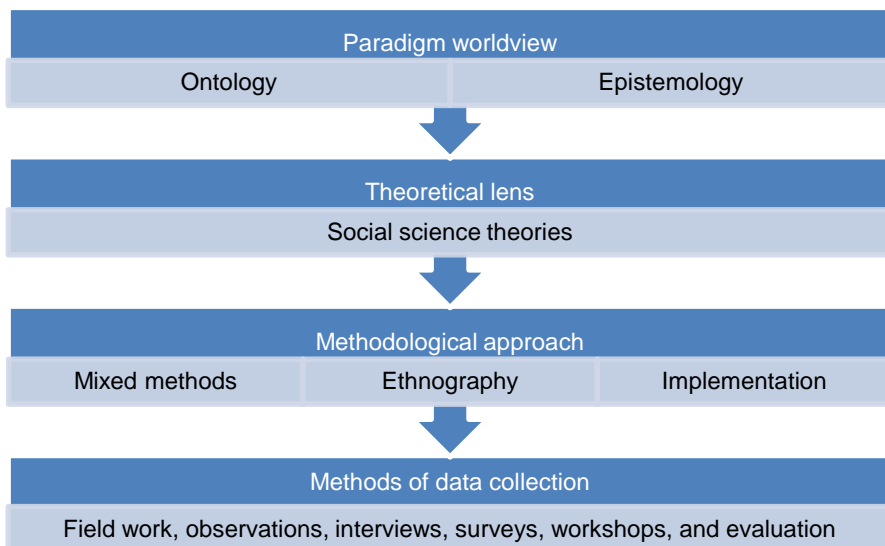 Paradigm worldview
Ontology
Epistemology
Theoretical lens
Social science theories
Methodological approach
Mixed methods
Ethnography
Implementation
Methods of data collection
Field work, observations, interviews, surveys, workshops, and evaluation